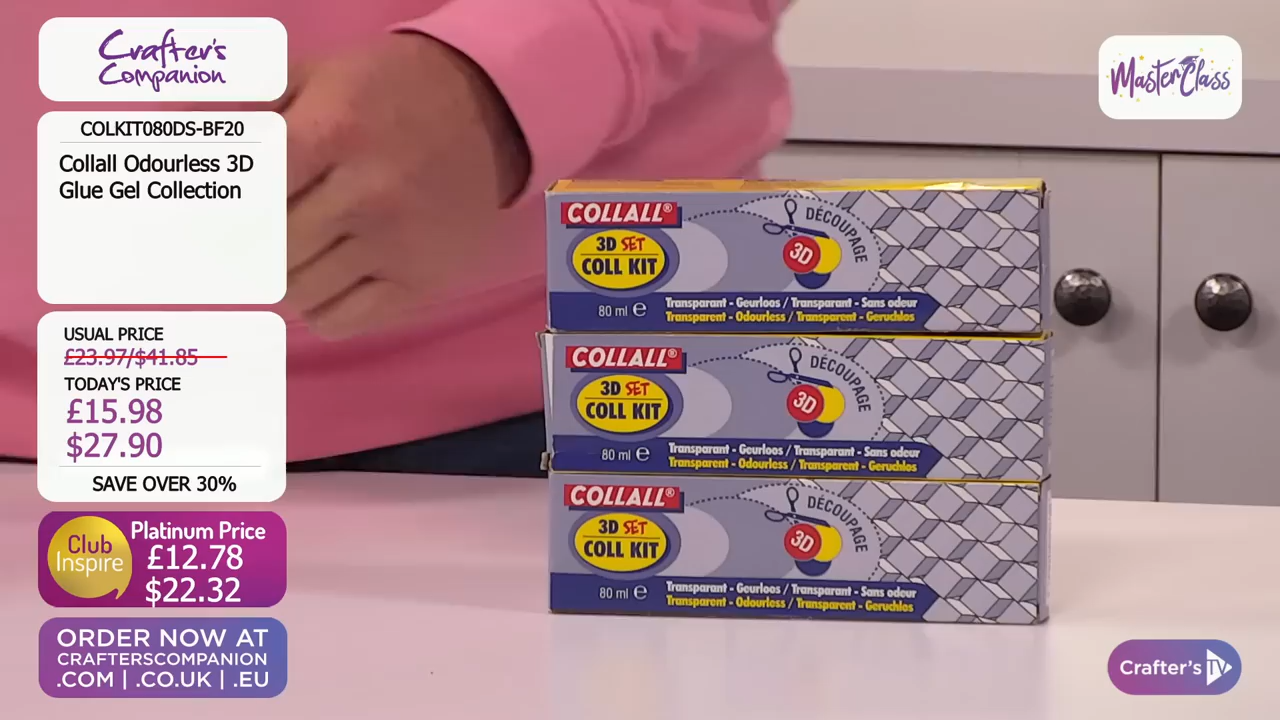 Crafter's
Companion
COLKIT080DS-BF20
Collall Odourless 3D
Glue Gel Collection
USUAL PRICE
£23.97/$41.85
TODAY'S PRICE
£15.98
$27.90
SAVE OVER 30%
Club
Inspire
Platinum Price
£12.78
$22.32
ORDER NOW AT
CRAFTERSCOMPANION
.COM | .CO.UK | .EU
MasterClass
COLLALL®
3D SET
COLL KIT
DÉCOUPAGE
3D
80 ml e
Transparant - Geurloos / Transparant - Sans odeur
Transparent - Odourless / Transparent - Geruchlos
COLLALL®
3D SET
COLL KIT
DÉCOUPAGE
3D
80 ml e
Transparant - Geurloos / Transparant - Sans odeur
Transparent - Odourless / Transparent - Geruchlos
COLLALL®
3D SET
COLL KIT
DÉCOUPAGE
3D
80 ml e
Transparant - Geurloos / Transparant - Sans odeur
Transparent - Odourless / Transparent - Geruchlos
Crafter's TV